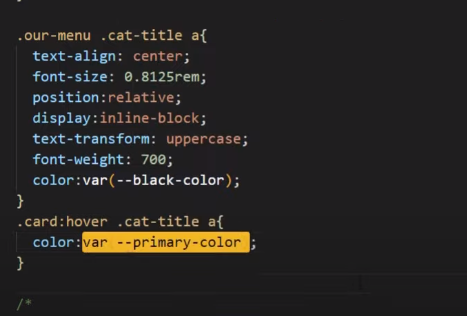 }
.our-menu .cat-title a{
text-align: center;
font-size: 0.8125rem;
position:relative;
display:inline-block;
text-transform: uppercase;
font-weight: 700;
color:var(--black-color);
}
.card:hover .cat-title a{
color:var --primary-color ;
}
/*